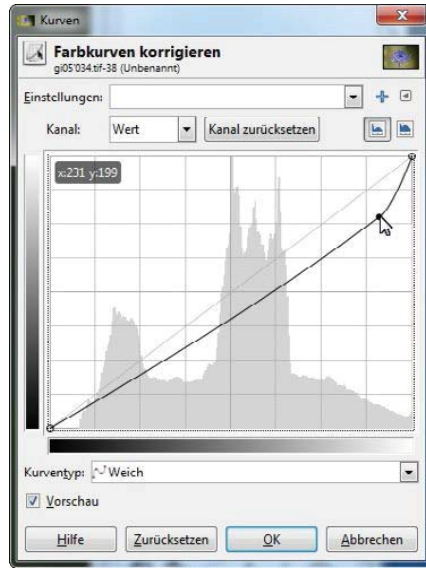 Kurven
Farbkurven korrigieren
gi05'034.tif-38 (Unbenannt)
Einstellungen:
Kanal: Wert Kanal zurücksetzen
x:231 y:199
Kurventyp: Weich
Vorschau
Hilfe Zurücksetzen OK Abbrechen